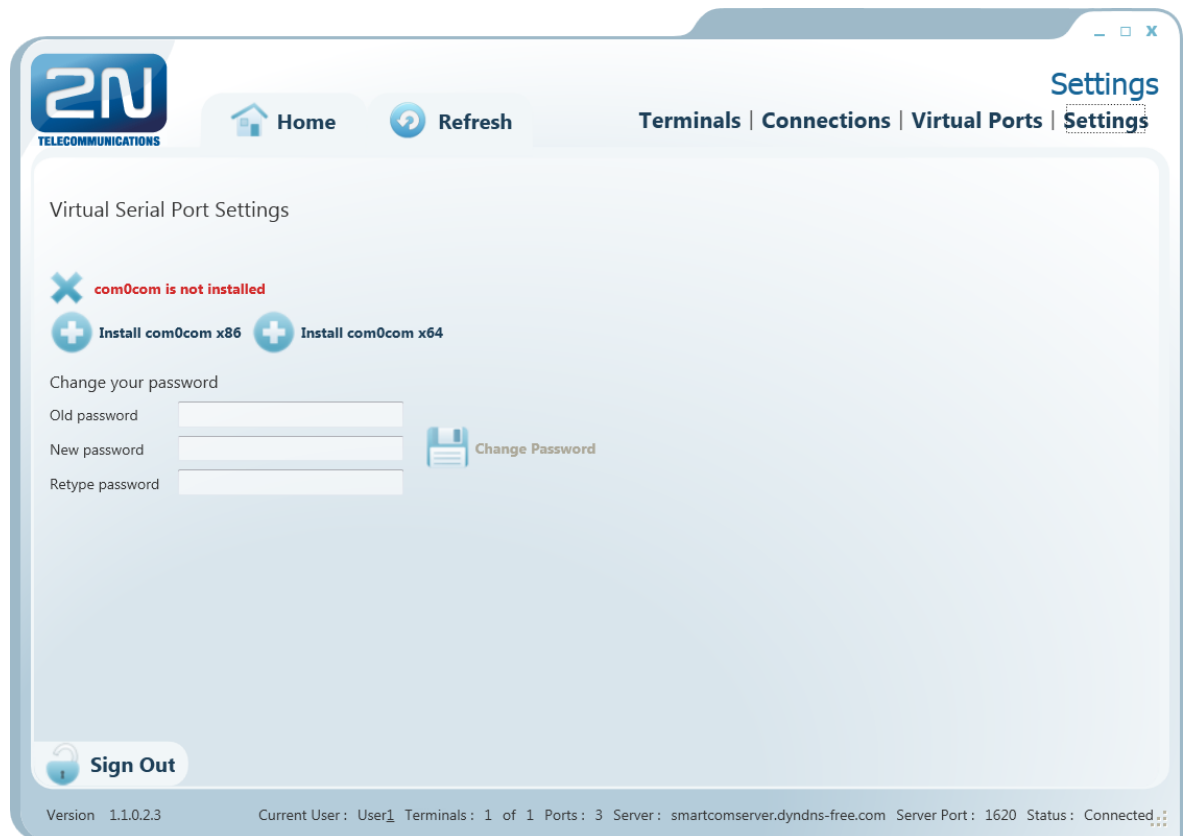 Settings
2N
TELECOMMUNICATIONS
Home
Refresh
Terminals | Connections | Virtual Ports | Settings
Virtual Serial Port Settings
com0com is not installed
Install com0com x86
Install com0com x64
Change your password
Old password
New password
Change Password
Retype password
Sign Out
Version 1.1.0.2.3
Current User : User1 Terminals : 1 of 1 Ports : 3 Server : smartcomserver.dyndns-free.com Server Port : 1620 Status : Connected